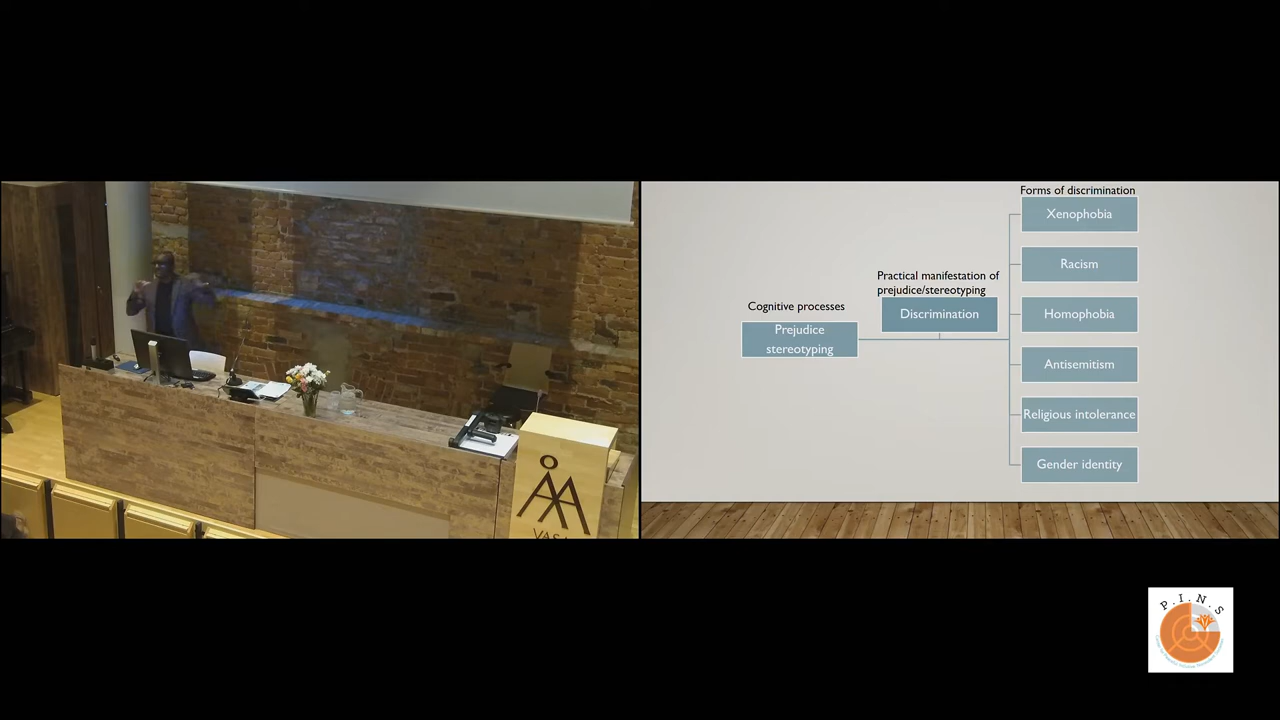 ÅA
VASA
Forms of discrimination
Xenophobia
Racism
Practical manifestation of
prejudice/stereotyping
Discrimination
Homophobia
Cognitive processes
Prejudice
stereotyping
Antisemitism
Religious intolerance
Gender identity
P.I.N.S